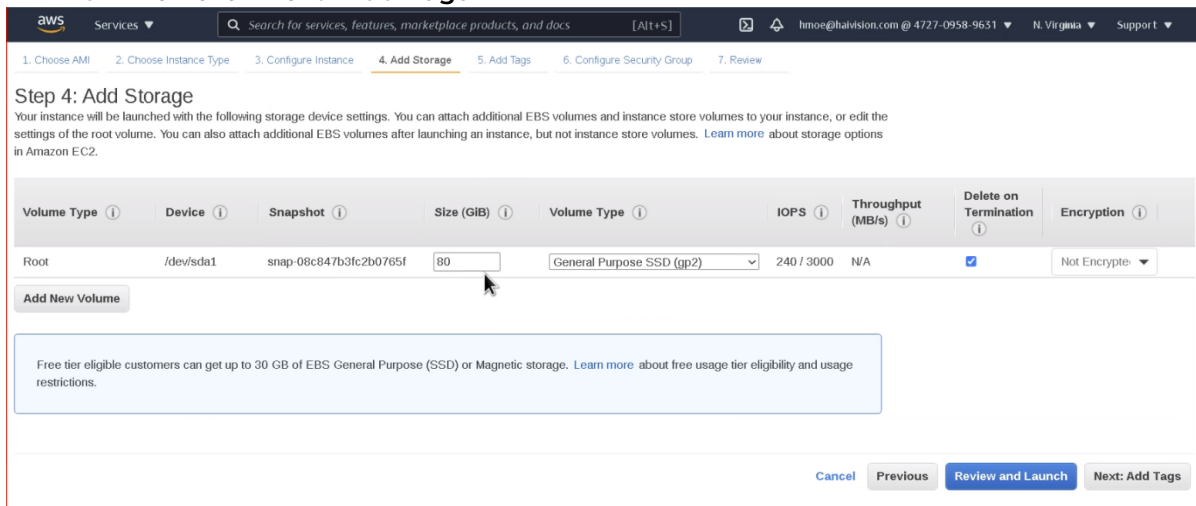 aws Services ▼ Search for services, features, marketplace products, and docs [Alt+S] hmoe@haivision.com @ 4727-0958-9631 ▼ N. Virginia ▼ Support ▼
1. Choose AMI 2. Choose Instance Type 3. Configure Instance 4. Add Storage 5. Add Tags 6. Configure Security Group 7. Review
Step 4: Add Storage
Your instance will be launched with the following storage device settings. You can attach additional EBS volumes and instance store volumes to your instance, or edit the
settings of the root volume. You can also attach additional EBS volumes after launching an instance, but not instance store volumes. Learn more about storage options
in Amazon EC2.
Volume Type Device Snapshot Size (GiB) Volume Type IOPS Throughput (MB/s) Delete on Termination Encryption
Root /dev/sda1 snap-08c847b3fc2b0765f 80 General Purpose SSD (gp2) 240 / 3000 N/A Not Encrypte
Add New Volume
Free tier eligible customers can get up to 30 GB of EBS General Purpose (SSD) or Magnetic storage. Learn more about free usage tier eligibility and usage
restrictions.
Cancel Previous Review and Launch Next: Add Tags